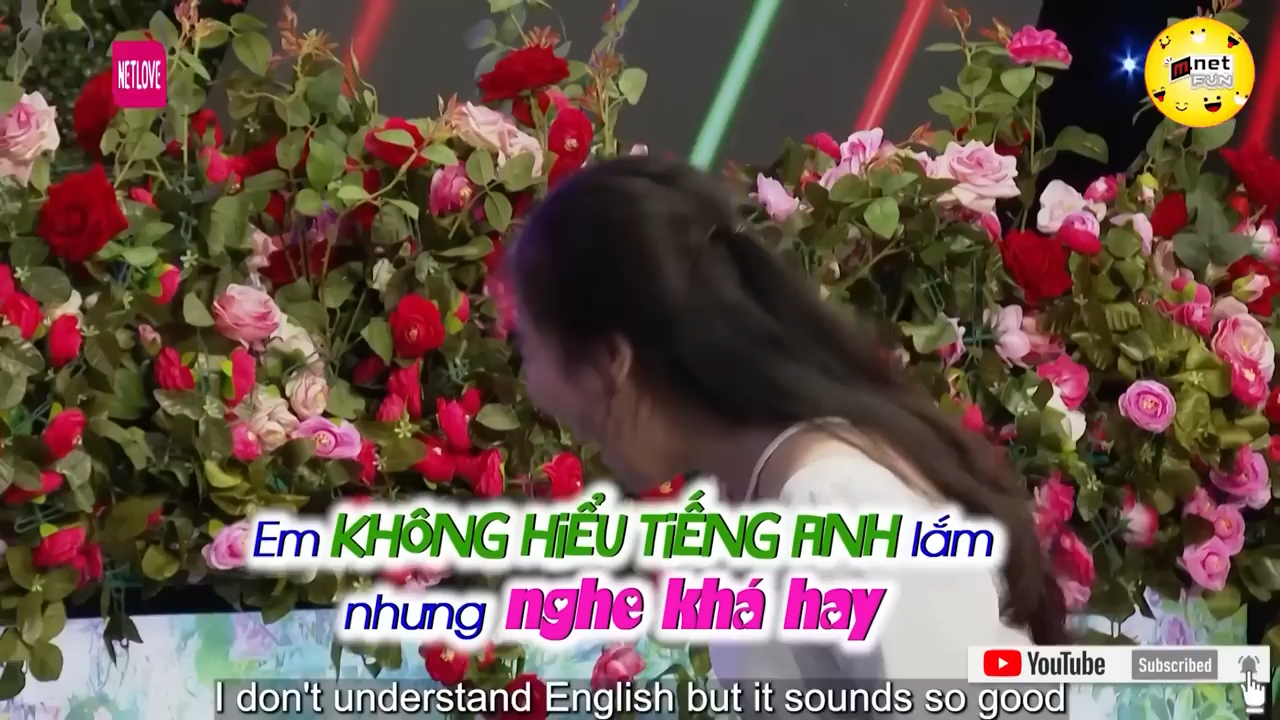 NETLOVE
m.net
FUN
Em KHÔNG HIỂU TIẾNG ANH lắm
nhưng nghe khá hay
YouTube
Subscribed
I don't understand English but it sounds so good